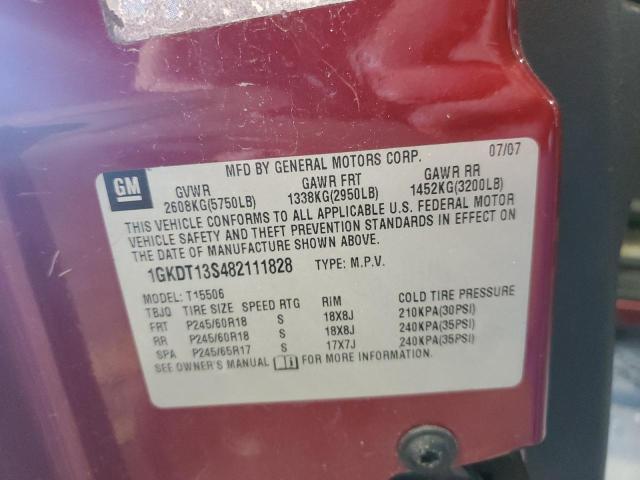 MFD BY GENERAL MOTORS CORP. 07/07
GM GVWR GAWR FRT GAWR RR
2608KG(5750LB) 1338KG(2950LB) 1452KG(3200LB)
THIS VEHICLE CONFORMS TO ALL APPLICABLE U.S. FEDERAL MOTOR
VEHICLE SAFETY AND THEFT PREVENTION STANDARDS IN EFFECT ON
THE DATE OF MANUFACTURE SHOWN ABOVE.
1GKDT13S482111828 TYPE: M.P.V.
MODEL: T15506
TBJQ TIRE SIZE SPEED RTG RIM COLD TIRE PRESSURE
FRT P245/60R18 S 18X8J 210KPA(30PSI)
RR P245/60R18 S 18X8J 240KPA(35PSI)
SPA P245/65R17 S 17X7J 240KPA(35PSI)
SEE OWNER'S MANUAL FOR MORE INFORMATION.